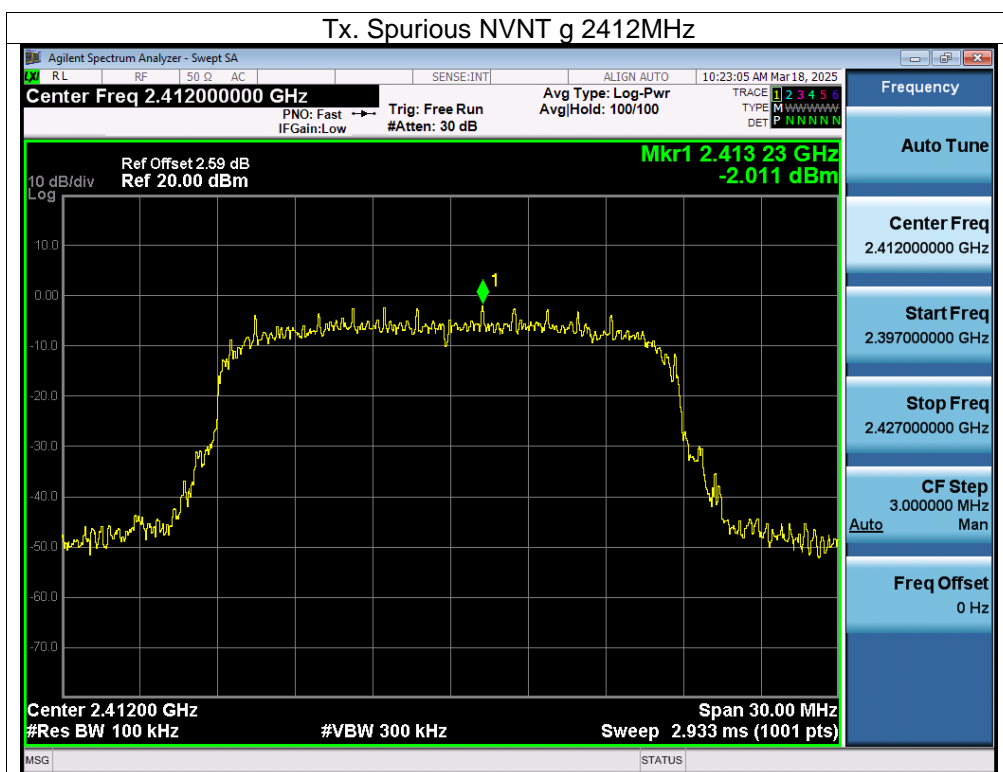 Tx. Spurious NVNT g 2412MHz
Agilent Spectrum Analyzer - Swept SA
LXI RL RF 50 Ω AC SENSE:INT ALIGN AUTO 10:23:05 AM Mar 18, 2025
Center Freq 2.412000000 GHz
PNO: Fast
IFGain:Low
Trig: Free Run
#Atten: 30 dB
Avg Type: Log-Pwr
Avg|Hold: 100/100
TRACE 1 2 3 4 5 6
TYPE M WWWWW
DET P N N N N N
Ref Offset 2.59 dB
Ref 20.00 dBm
10 dB/div
Log
Mkr1 2.413 23 GHz
-2.011 dBm
1
10.0
0.00
-10.0
-20.0
-30.0
-40.0
-50.0
-60.0
-70.0
Center 2.41200 GHz Span 30.00 MHz
#Res BW 100 kHz #VBW 300 kHz Sweep 2.933 ms (1001 pts)
MSG STATUS
Frequency
Auto Tune
Center Freq
2.412000000 GHz
Start Freq
2.397000000 GHz
Stop Freq
2.427000000 GHz
CF Step
3.000000 MHz
Auto Man
Freq Offset
0 Hz